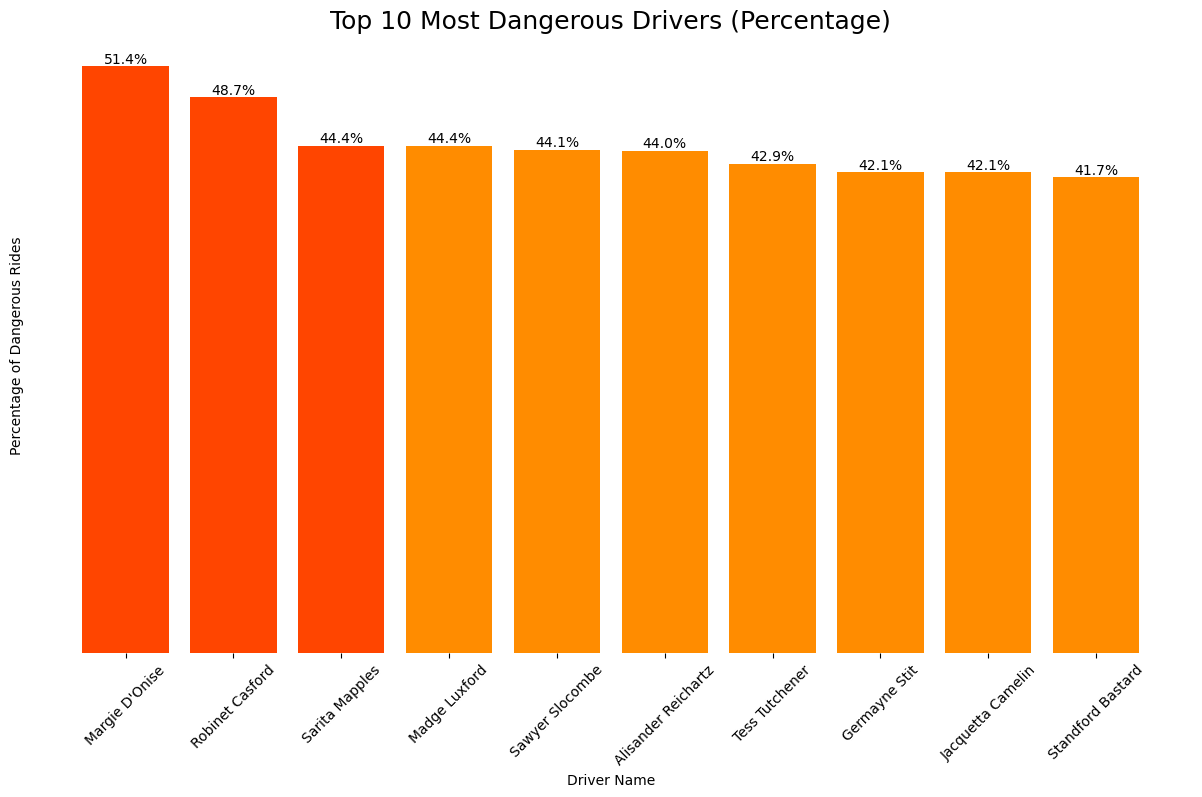 Top 10 Most Dangerous Drivers (Percentage)
51.4%
48.7%
44.4%
44.4%
44.1%
44.0%
42.9%
42.1%
42.1%
41.7%
Percentage of Dangerous Rides
Margie D'Onise
Robinet Casford
Sarita Mapples
Madge Luxford
Sawyer Slocombe
Alisander Reichartz
Tess Tutchener
Germayne Stit
Jacquetta Camelin
Standford Bastard
Driver Name